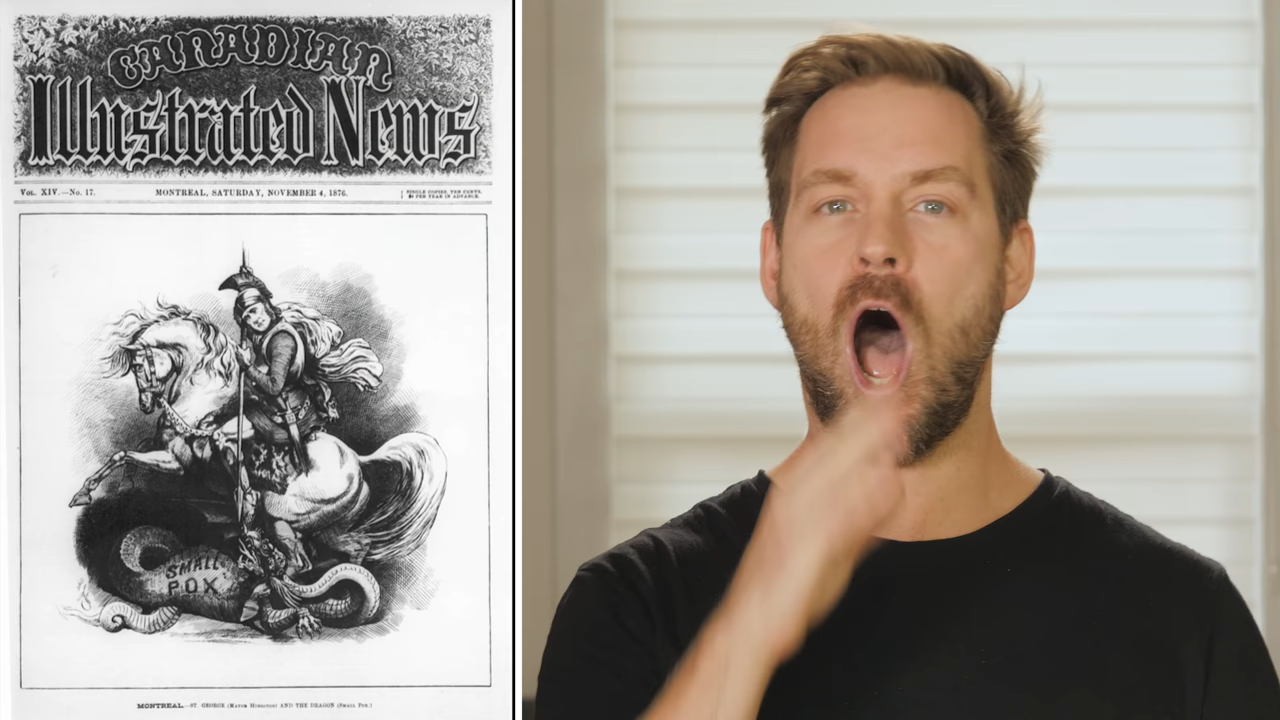 CANADIAN
Illustrated News
VOL. XIV.—No. 17.
MONTREAL, SATURDAY, NOVEMBER 4, 1876.
SINGLE COPIES, TEN CENTS.
$4 PER YEAR IN ADVANCE.
SMALL
POX
MONTREAL.—ST. GEORGE (Mayor Hingston) AND THE DRAGON (Small Pox.)